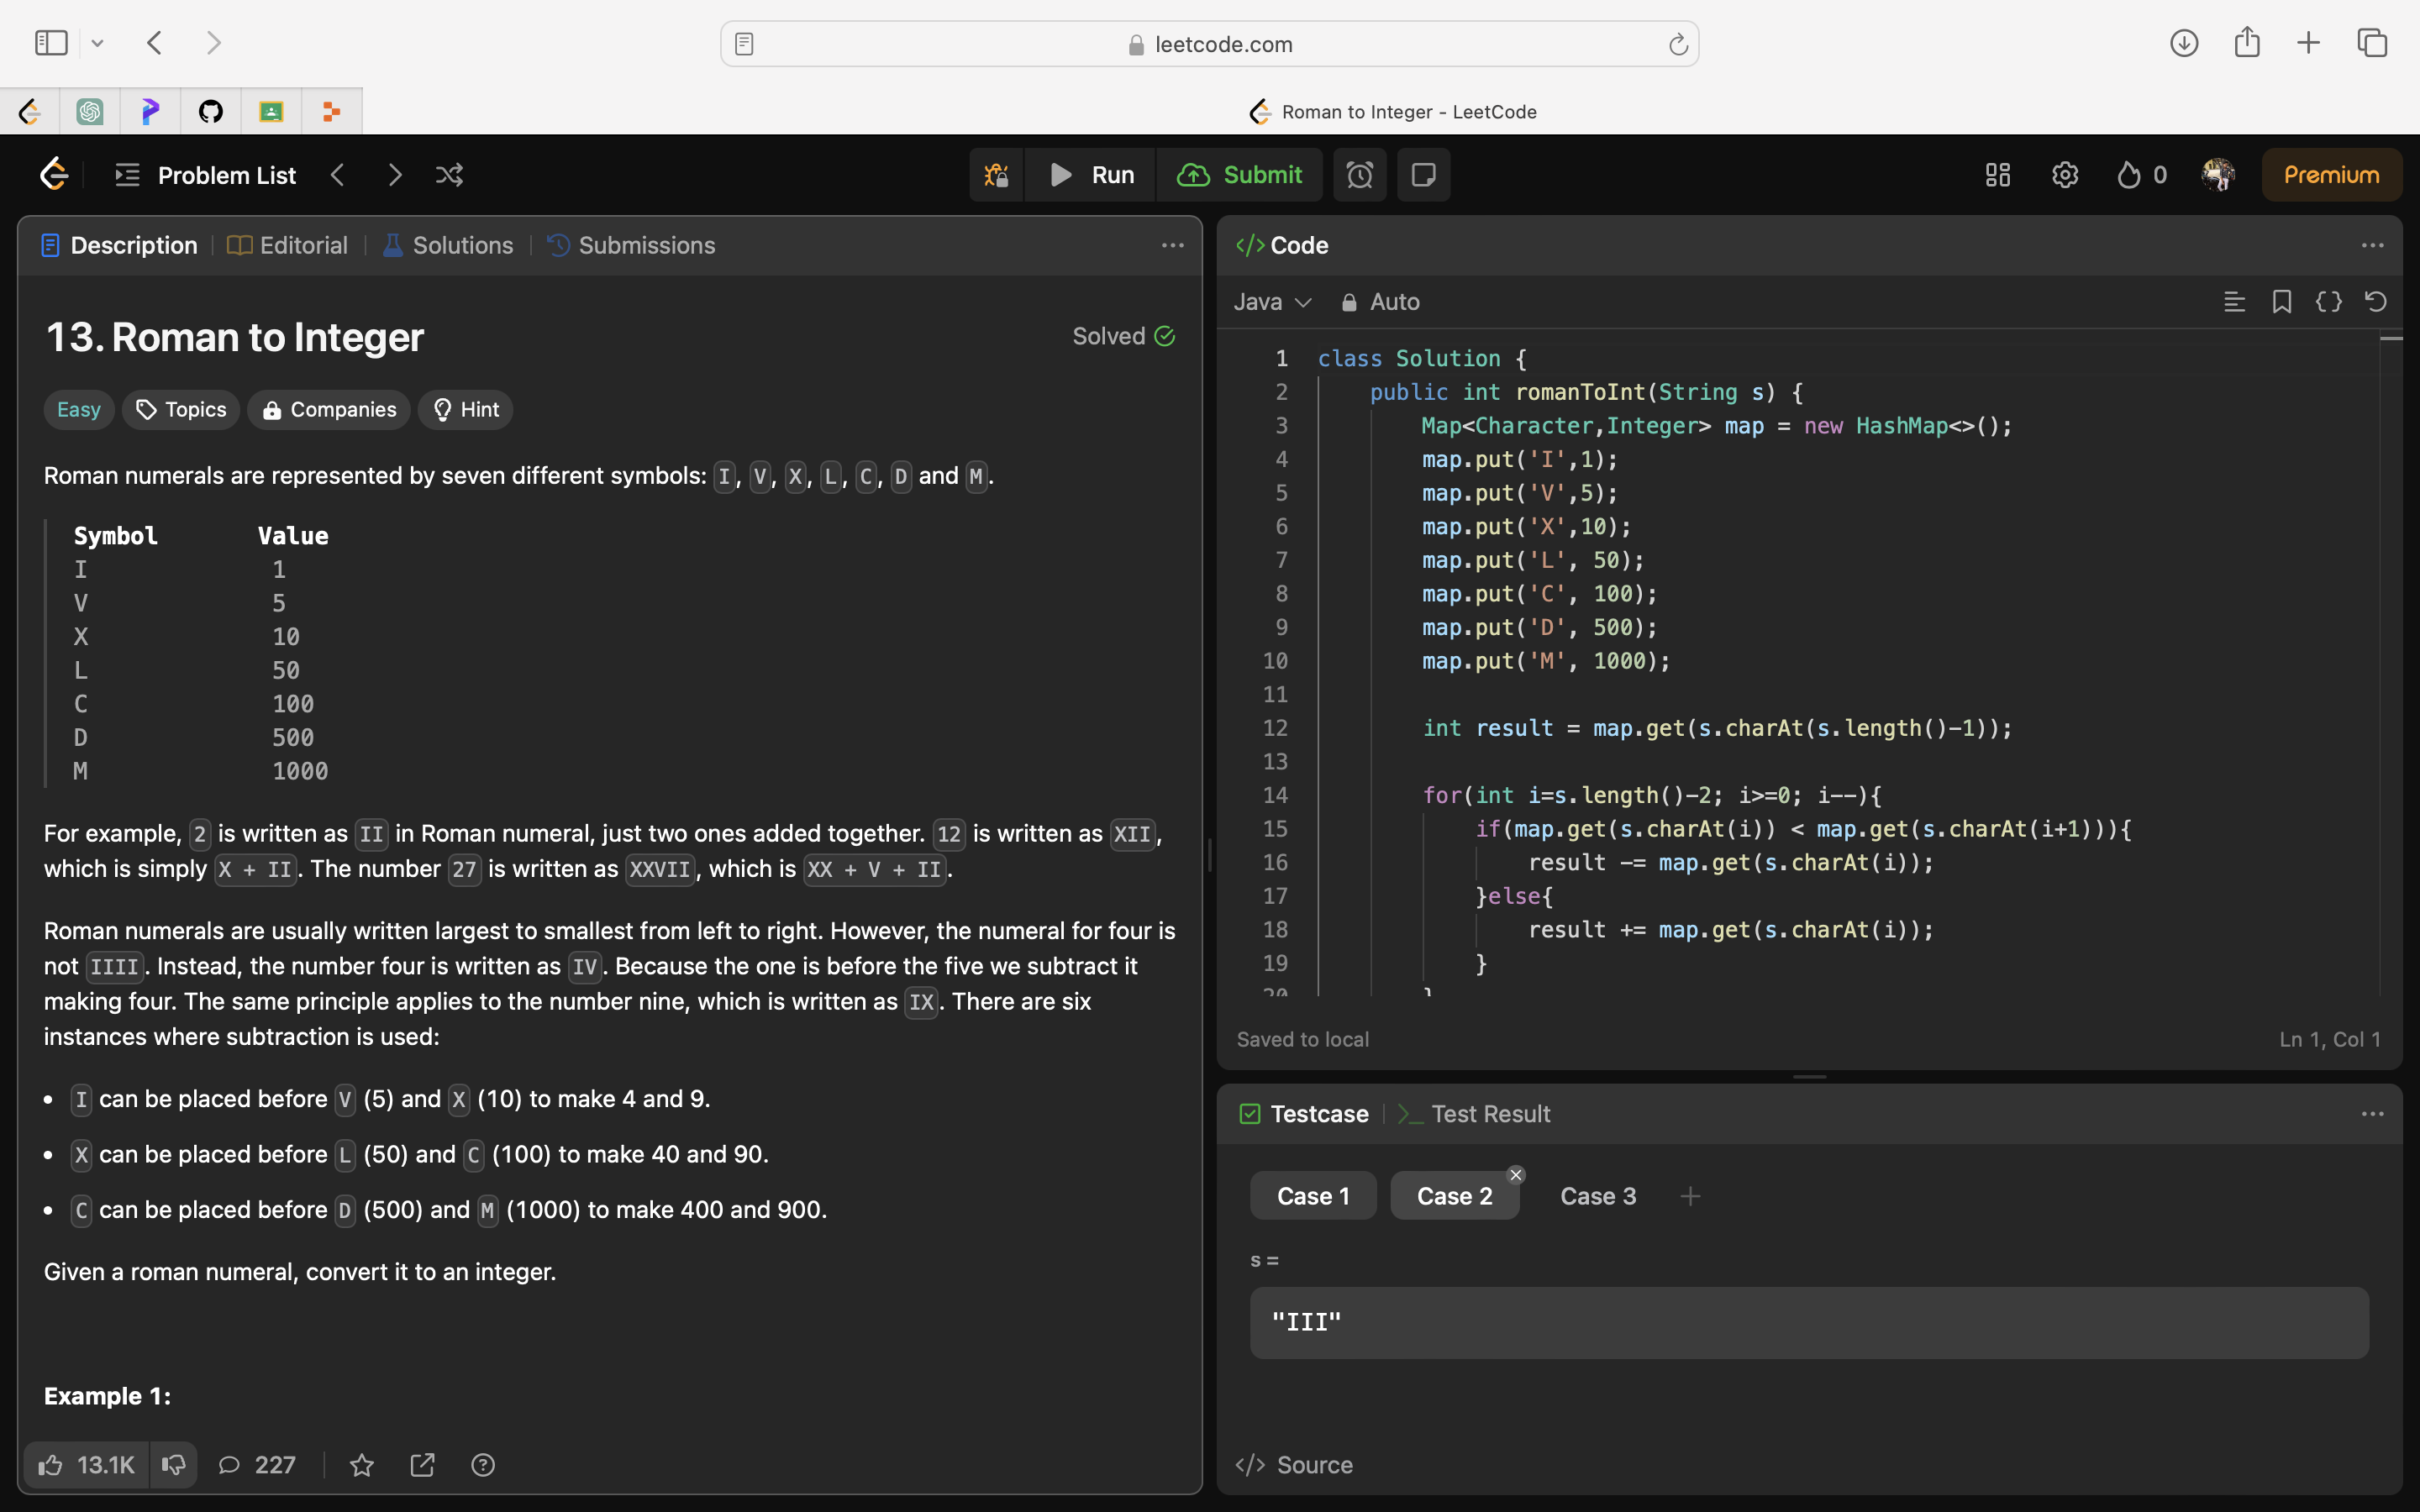 leetcode.com
Roman to Integer - LeetCode
Problem List
Run
Submit
0
Premium
Description
Editorial
Solutions
Submissions
</> Code
Java
Auto
13. Roman to Integer
Solved
Easy
Topics
Companies
Hint
Roman numerals are represented by seven different symbols: I, V, X, L, C, D and M.
Symbol Value
I 1
V 5
X 10
L 50
C 100
D 500
M 1000
For example, 2 is written as II in Roman numeral, just two ones added together. 12 is written as XII,
which is simply X + II. The number 27 is written as XXVII, which is XX + V + II.
Roman numerals are usually written largest to smallest from left to right. However, the numeral for four is
not IIII. Instead, the number four is written as IV. Because the one is before the five we subtract it
making four. The same principle applies to the number nine, which is written as IX. There are six
instances where subtraction is used:
• I can be placed before V (5) and X (10) to make 4 and 9.
• X can be placed before L (50) and C (100) to make 40 and 90.
• C can be placed before D (500) and M (1000) to make 400 and 900.
Given a roman numeral, convert it to an integer.
Example 1:
13.1K
227
1 class Solution {
2 public int romanToInt(String s) {
3 Map<Character,Integer> map = new HashMap<>();
4 map.put('I',1);
5 map.put('V',5);
6 map.put('X',10);
7 map.put('L', 50);
8 map.put('C', 100);
9 map.put('D', 500);
10 map.put('M', 1000);
11
12 int result = map.get(s.charAt(s.length()-1));
13
14 for(int i=s.length()-2; i>=0; i--){
15 if(map.get(s.charAt(i)) < map.get(s.charAt(i+1))){
16 result -= map.get(s.charAt(i));
17 }else{
18 result += map.get(s.charAt(i));
19 }
20 }
Saved to local
Ln 1, Col 1
Testcase
Test Result
Case 1
Case 2
Case 3
s =
"III"
</> Source